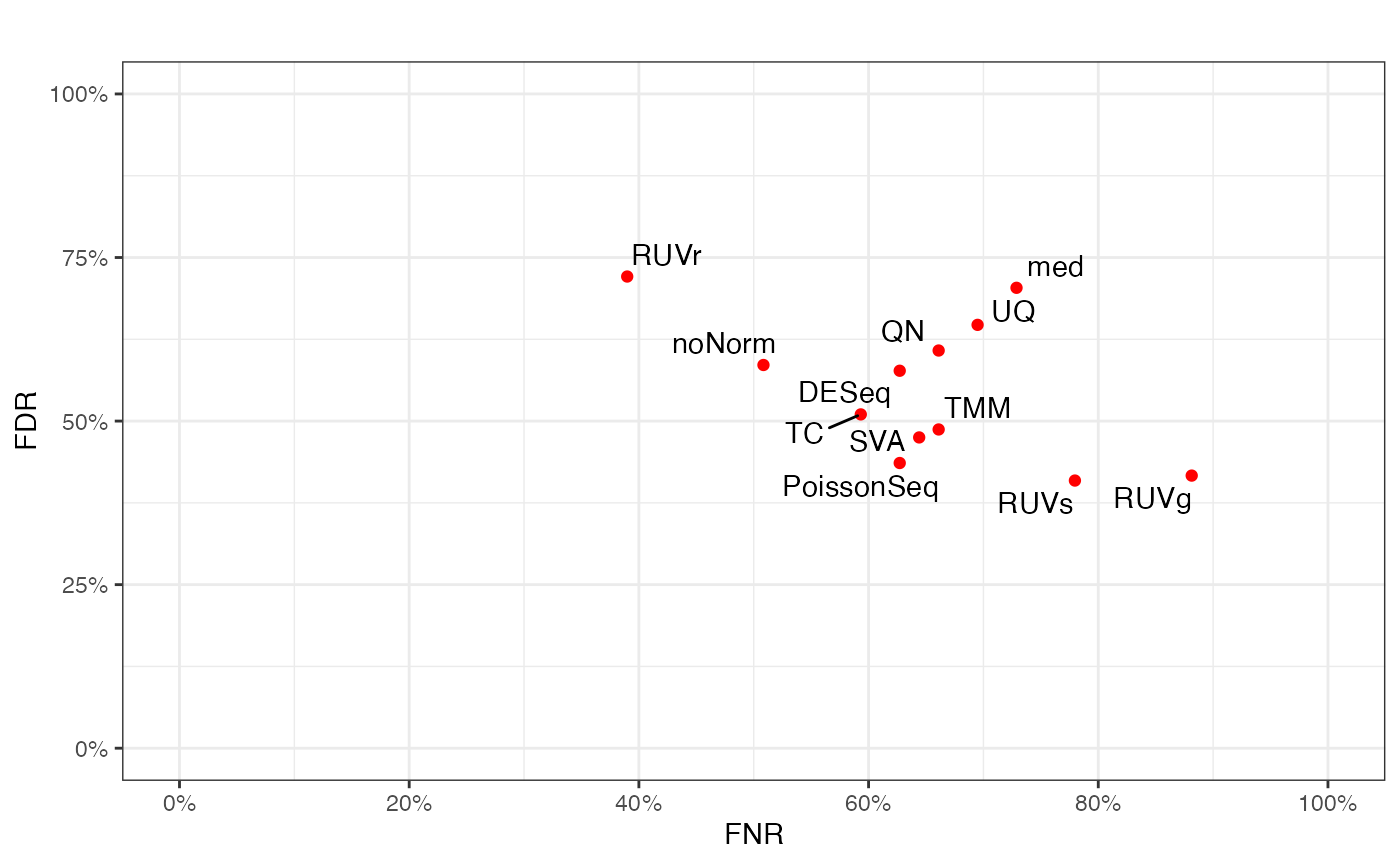 100%
75%
50%
25%
0%
FDR
RUVr
med
UQ
QN
noNorm
DESeq
TMM
TC
SVA
PoissonSeq
RUVs
RUVg
0%
20%
40%
60%
80%
100%
FNR